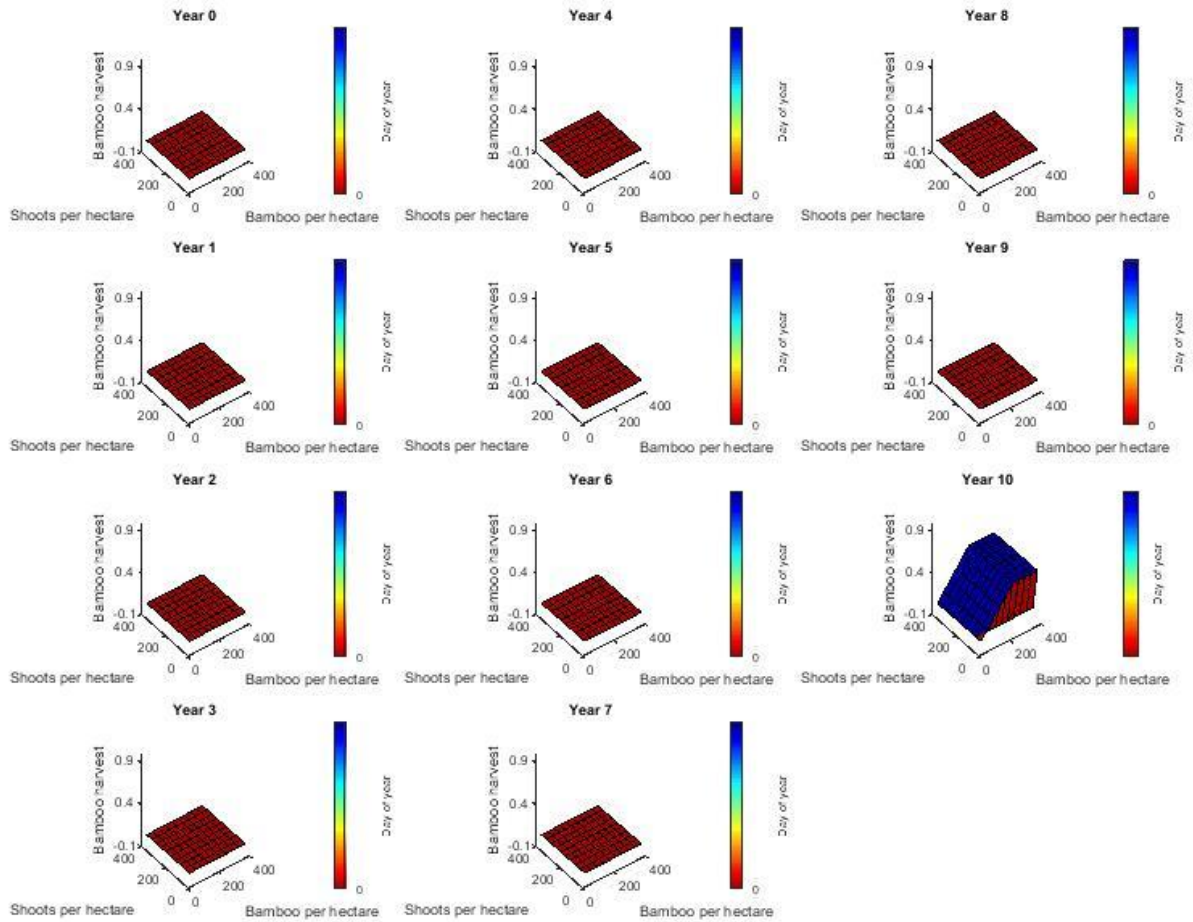 Year 0
Bamboo harvest
0.9
0.4
-0.1
400
200
0
0
200
400
Shoots per hectare
Bamboo per hectare
Day of year
0
Year 4
Bamboo harvest
0.9
0.4
-0.1
400
200
0
0
200
400
Shoots per hectare
Bamboo per hectare
Day of year
0
Year 8
Bamboo harvest
0.9
0.4
-0.1
400
200
0
0
200
400
Shoots per hectare
Bamboo per hectare
Day of year
0
Year 1
Bamboo harvest
0.9
0.4
-0.1
400
200
0
0
200
400
Shoots per hectare
Bamboo per hectare
Day of year
0
Year 5
Bamboo harvest
0.9
0.4
-0.1
400
200
0
0
200
400
Shoots per hectare
Bamboo per hectare
Day of year
0
Year 9
Bamboo harvest
0.9
0.4
-0.1
400
200
0
0
200
400
Shoots per hectare
Bamboo per hectare
Day of year
0
Year 2
Bamboo harvest
0.9
0.4
-0.1
400
200
0
0
200
400
Shoots per hectare
Bamboo per hectare
Day of year
0
Year 6
Bamboo harvest
0.9
0.4
-0.1
400
200
0
0
200
400
Shoots per hectare
Bamboo per hectare
Day of year
0
Year 10
Bamboo harvest
0.9
0.4
-0.1
400
200
0
0
200
400
Shoots per hectare
Bamboo per hectare
Day of year
Year 3
Bamboo harvest
0.9
0.4
-0.1
400
200
0
0
200
400
Shoots per hectare
Bamboo per hectare
Day of year
0
Year 7
Bamboo harvest
0.9
0.4
-0.1
400
200
0
0
200
400
Shoots per hectare
Bamboo per hectare
Day of year
0